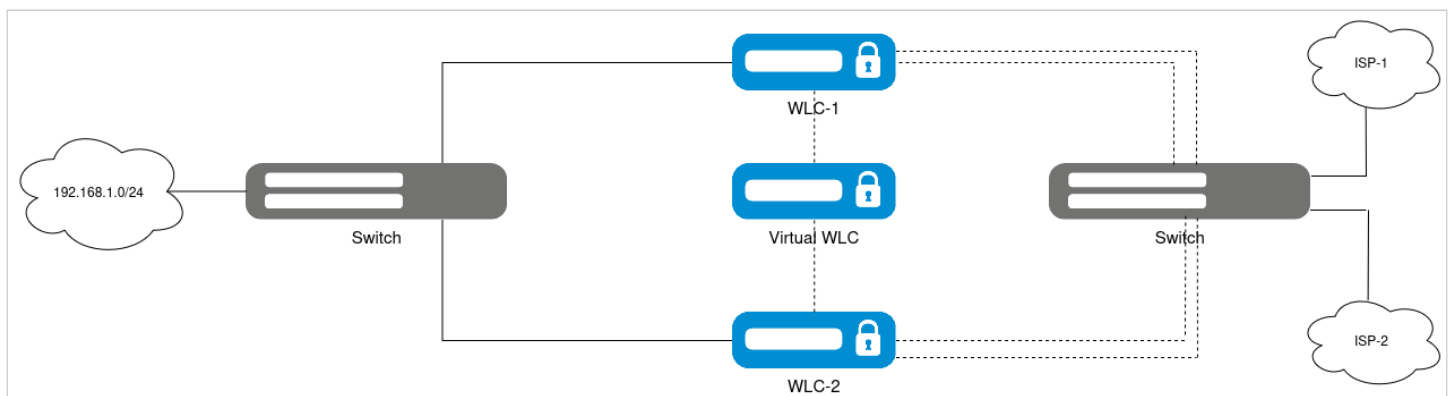 WLC-1
ISP-1
192.168.1.0/24
Switch
Virtual WLC
Switch
WLC-2
ISP-2